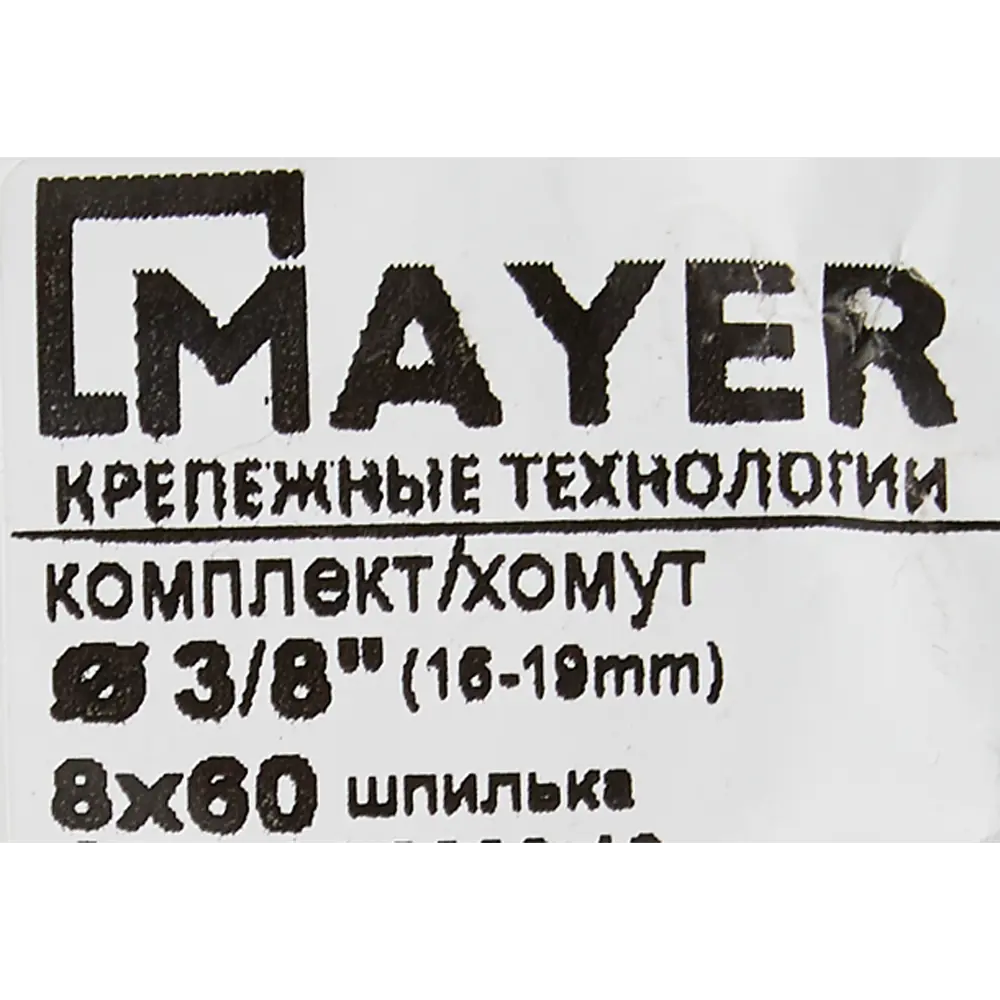 MAYER
КРЕПЕЖНЫЕ ТЕХНОЛОГИИ
комплект/хомут
Ø 3/8" (16-19mm)
8x60 шпилька